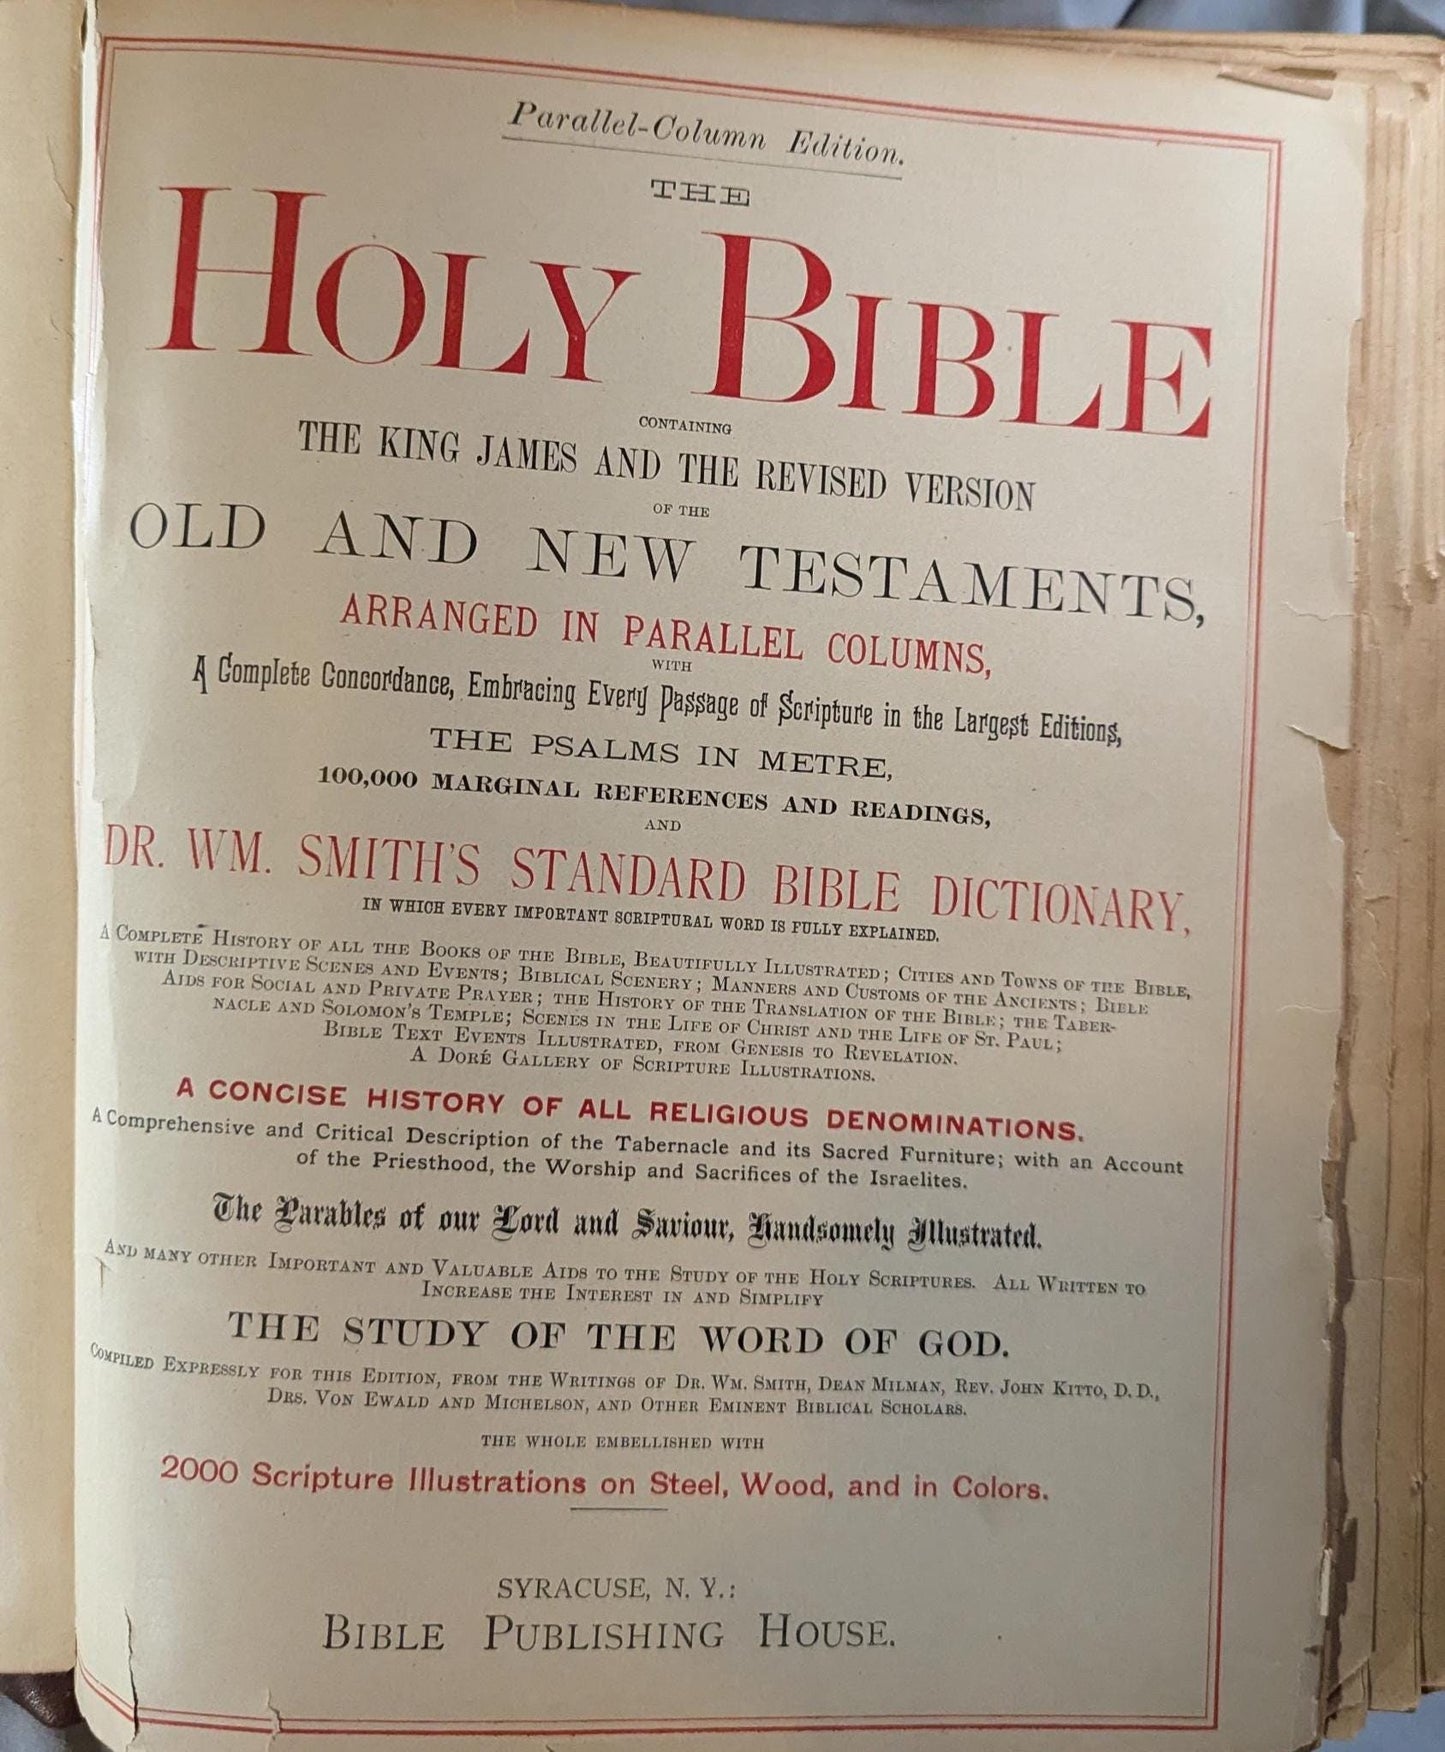 Parallel-Column Edition.
THE
HOLY BIBLE
CONTAINING
THE KING JAMES AND THE REVISED VERSION
OF THE
OLD AND NEW TESTAMENTS,
ARRANGED IN PARALLEL COLUMNS,
WITH
A Complete Concordance, Embracing Every Passage of Scripture in the Largest Editions,
THE PSALMS IN METRE,
100,000 MARGINAL REFERENCES AND READINGS,
AND
DR. WM. SMITH'S STANDARD BIBLE DICTIONARY,
IN WHICH EVERY IMPORTANT SCRIPTURAL WORD IS FULLY EXPLAINED.
A COMPLETE HISTORY OF ALL THE BOOKS OF THE BIBLE, BEAUTIFULLY ILLUSTRATED; CITIES AND TOWNS OF THE BIBLE,
WITH DESCRIPTIVE SCENES AND EVENTS; BIBLICAL SCENERY; MANNERS AND CUSTOMS OF THE ANCIENTS; BIBLE
AIDS FOR SOCIAL AND PRIVATE PRAYER; THE HISTORY OF THE TRANSLATION OF THE BIBLE; THE TABER-
NACLE AND SOLOMON'S TEMPLE; SCENES IN THE LIFE OF CHRIST AND THE LIFE OF ST. PAUL;
BIBLE TEXT EVENTS ILLUSTRATED, FROM GENESIS TO REVELATION.
A DORÉ GALLERY OF SCRIPTURE ILLUSTRATIONS.
A CONCISE HISTORY OF ALL RELIGIOUS DENOMINATIONS.
A Comprehensive and Critical Description of the Tabernacle and its Sacred Furniture; with an Account
of the Priesthood, the Worship and Sacrifices of the Israelites.
The Parables of our Lord and Saviour, Handsomely Illustrated.
AND MANY OTHER IMPORTANT AND VALUABLE AIDS TO THE STUDY OF THE HOLY SCRIPTURES. ALL WRITTEN TO
INCREASE THE INTEREST IN AND SIMPLIFY
THE STUDY OF THE WORD OF GOD.
COMPILED EXPRESSLY FOR THIS EDITION, FROM THE WRITINGS OF DR. WM. SMITH, DEAN MILMAN, REV. JOHN KITTO, D.D.,
DRS. VON EWALD AND MICHELSON, AND OTHER EMINENT BIBLICAL SCHOLARS.
THE WHOLE EMBELLISHED WITH
2000 Scripture Illustrations on Steel, Wood, and in Colors.
SYRACUSE, N. Y.:
BIBLE PUBLISHING HOUSE.